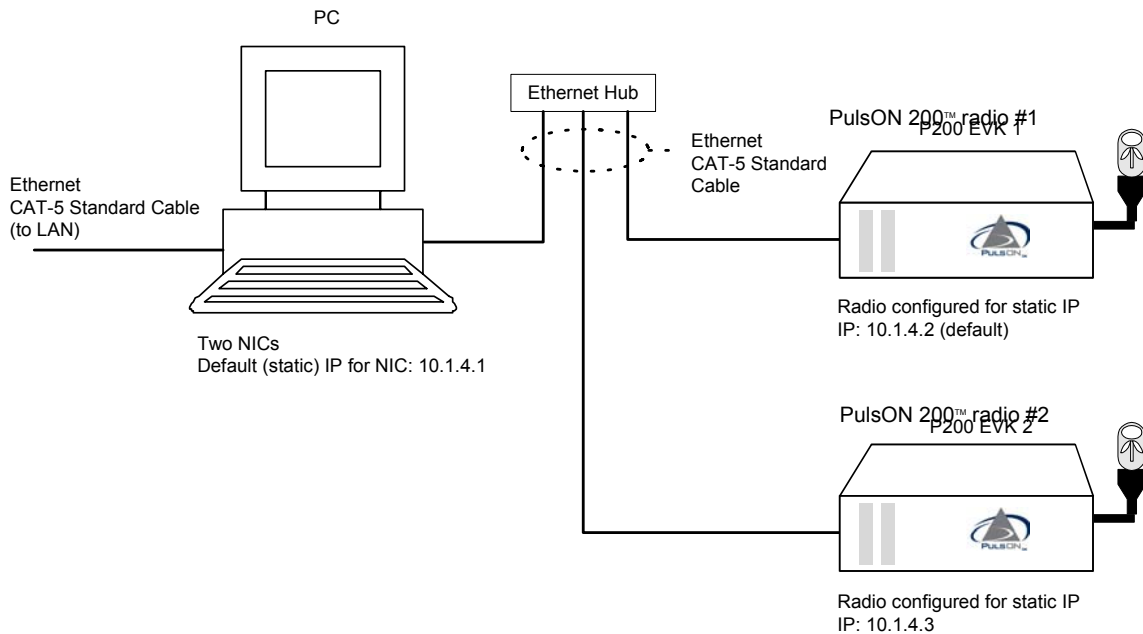 PC
Ethernet Hub
Ethernet
CAT-5 Standard
Cable
Ethernet
CAT-5 Standard Cable
(to LAN)
Two NICs
Default (static) IP for NIC: 10.1.4.1
PulsON 200™ radio #1
P200 EVK 1
PULSON
Radio configured for static IP
IP: 10.1.4.2 (default)
PulsON 200™ radio #2
P200 EVK 2
PULSON
Radio configured for static IP
IP: 10.1.4.3